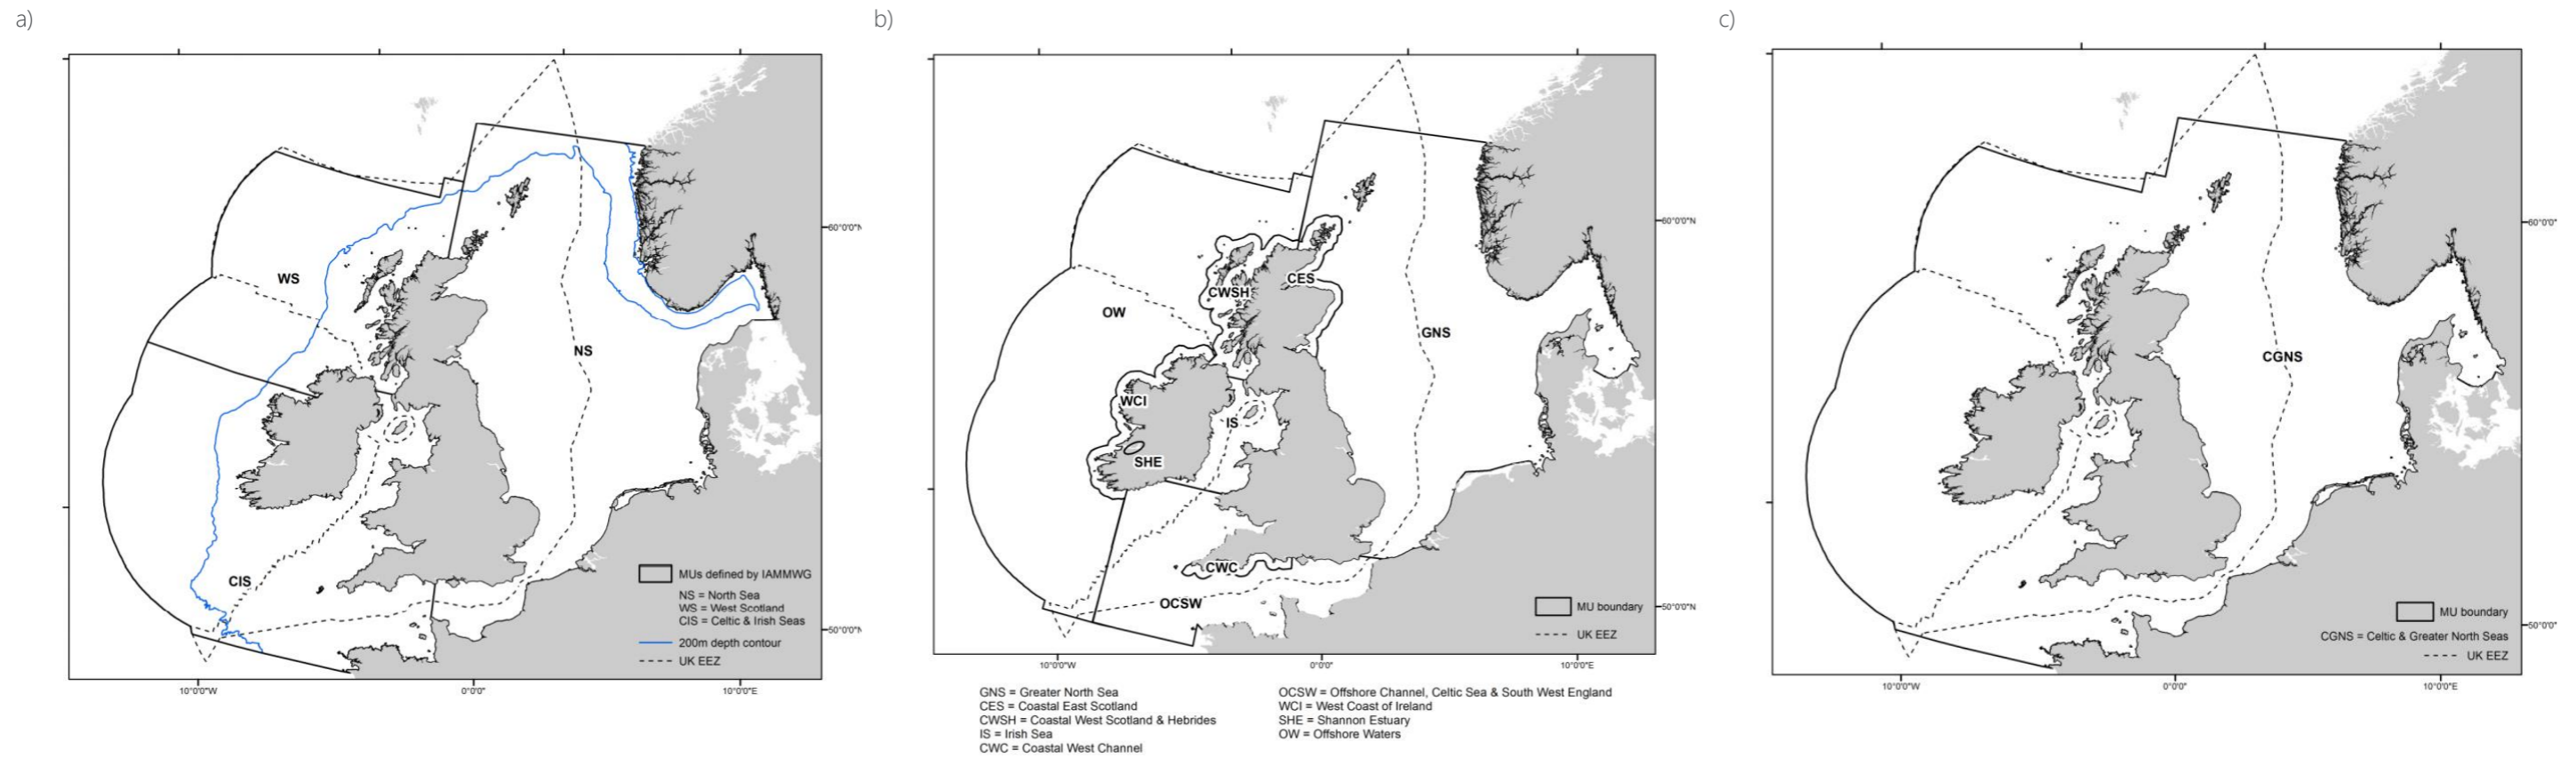 a)
60°0'0"N
WS
NS
CIS
MUs defined by IAMMWG
NS = North Sea
WS = West Scotland
CIS = Celtic & Irish Seas
200m depth contour
UK EEZ
50°0'0"N
10°0'0"W
0°0'0"
10°0'0"E
b)
60°0'0"N
CES
CWSH
OW
GNS
WCI
IS
SHE
CWC
OCSW
MU boundary
UK EEZ
50°0'0"N
10°0'0"W
0°0'0"
10°0'0"E
GNS = Greater North Sea
CES = Coastal East Scotland
CWSH = Coastal West Scotland & Hebrides
IS = Irish Sea
CWC = Coastal West Channel
OCSW = Offshore Channel, Celtic Sea & South West England
WCI = West Coast of Ireland
SHE = Shannon Estuary
OW = Offshore Waters
c)
60°0'0"
CGNS
MU boundary
CGNS = Celtic & Greater North Seas
UK EEZ
50°0'0"
10°0'0"W
0°0'0"
10°0'0"E